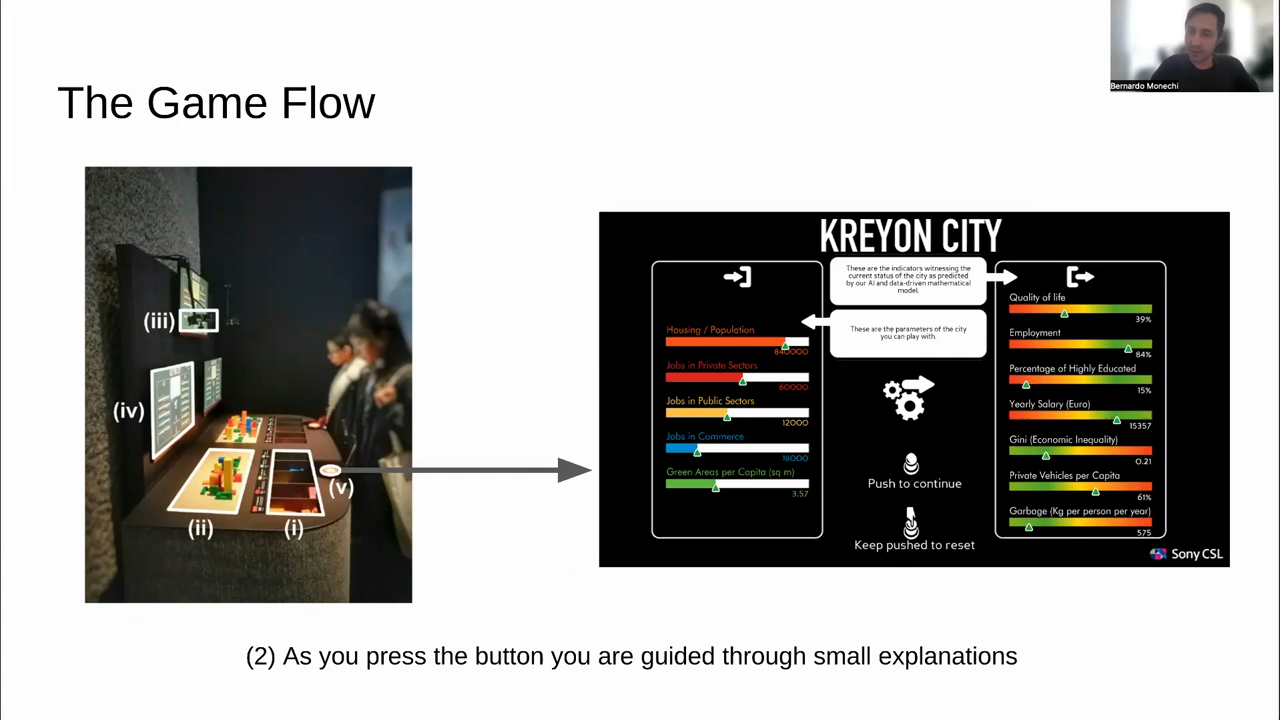 Bernardo Monechi
The Game Flow
(iii)
(iv)
(v)
(ii)
(i)
KREYON CITY
These are the indicators witnessing the
current status of the city as predicted
by our AI and data-driven mathematical
model.
These are the parameters of the city
you can play with.
Housing / Population
840000
Jobs in Private Sectors
60000
Jobs in Public Sectors
12000
Jobs in Commerce
18000
Green Areas per Capita (sq m)
3.57
Push to continue
Keep pushed to reset
Quality of life
39%
Employment
84%
Percentage of Highly Educated
15%
Yearly Salary (Euro)
15357
Gini (Economic Inequality)
0.21
Private Vehicles per Capita
61%
Garbage (Kg per person per year)
575
Sony CSL
(2) As you press the button you are guided through small explanations